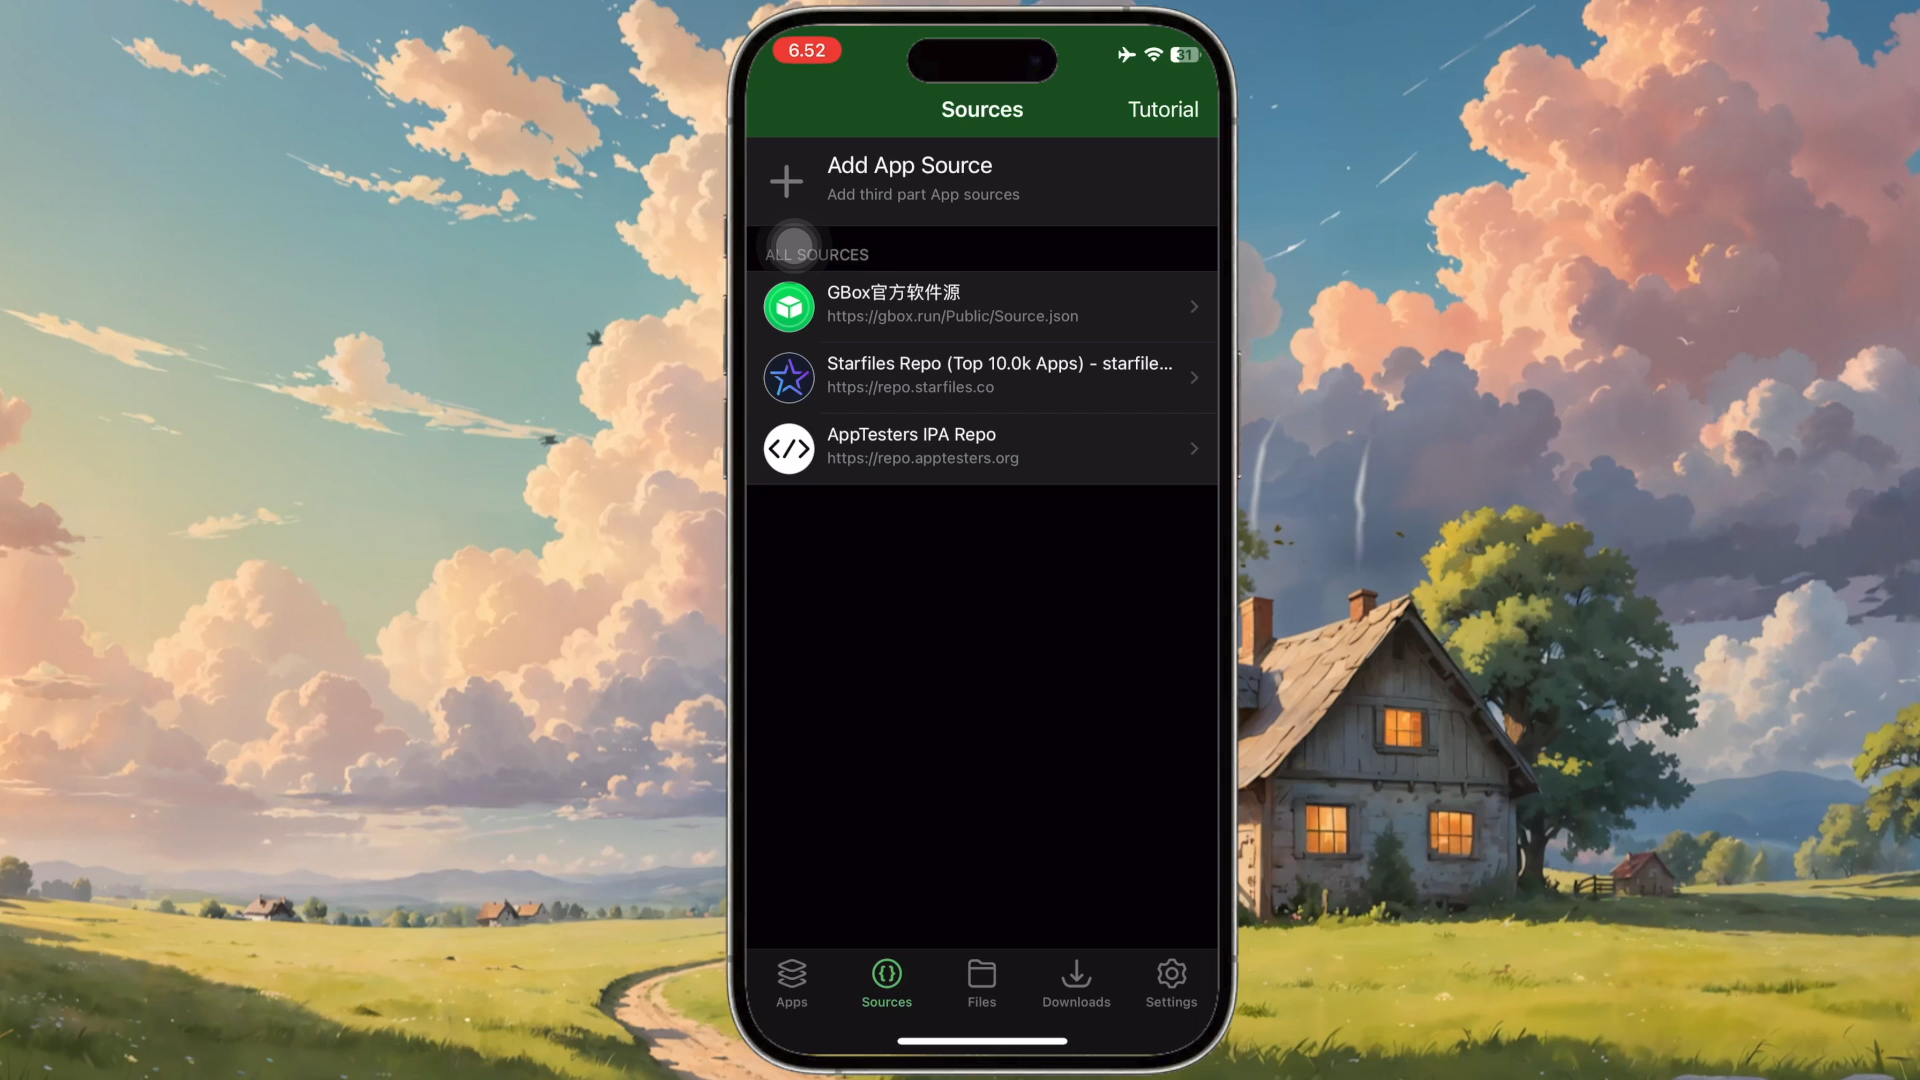 6.52
31
Sources
Tutorial
Add App Source
Add third part App sources
ALL SOURCES
GBox官方软件源
https://gbox.run/Public/Source.json
Starfiles Repo (Top 10.0k Apps) - starfile...
https://repo.starfiles.co
AppTesters IPA Repo
https://repo.apptesters.org
Apps
Sources
Files
Downloads
Settings